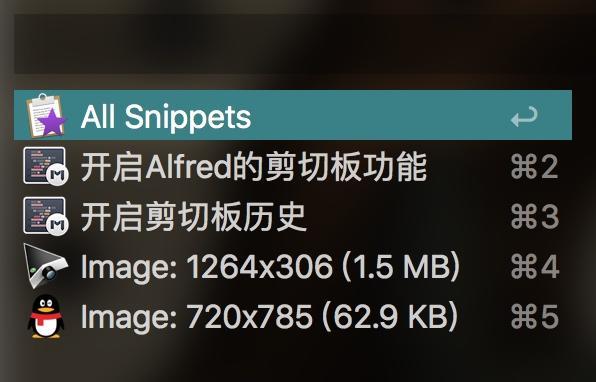 All Snippets ↩
开启Alfred的剪切板功能 ⌘2
开启剪切板历史 ⌘3
Image: 1264x306 (1.5 MB) ⌘4
Image: 720x785 (62.9 KB) ⌘5